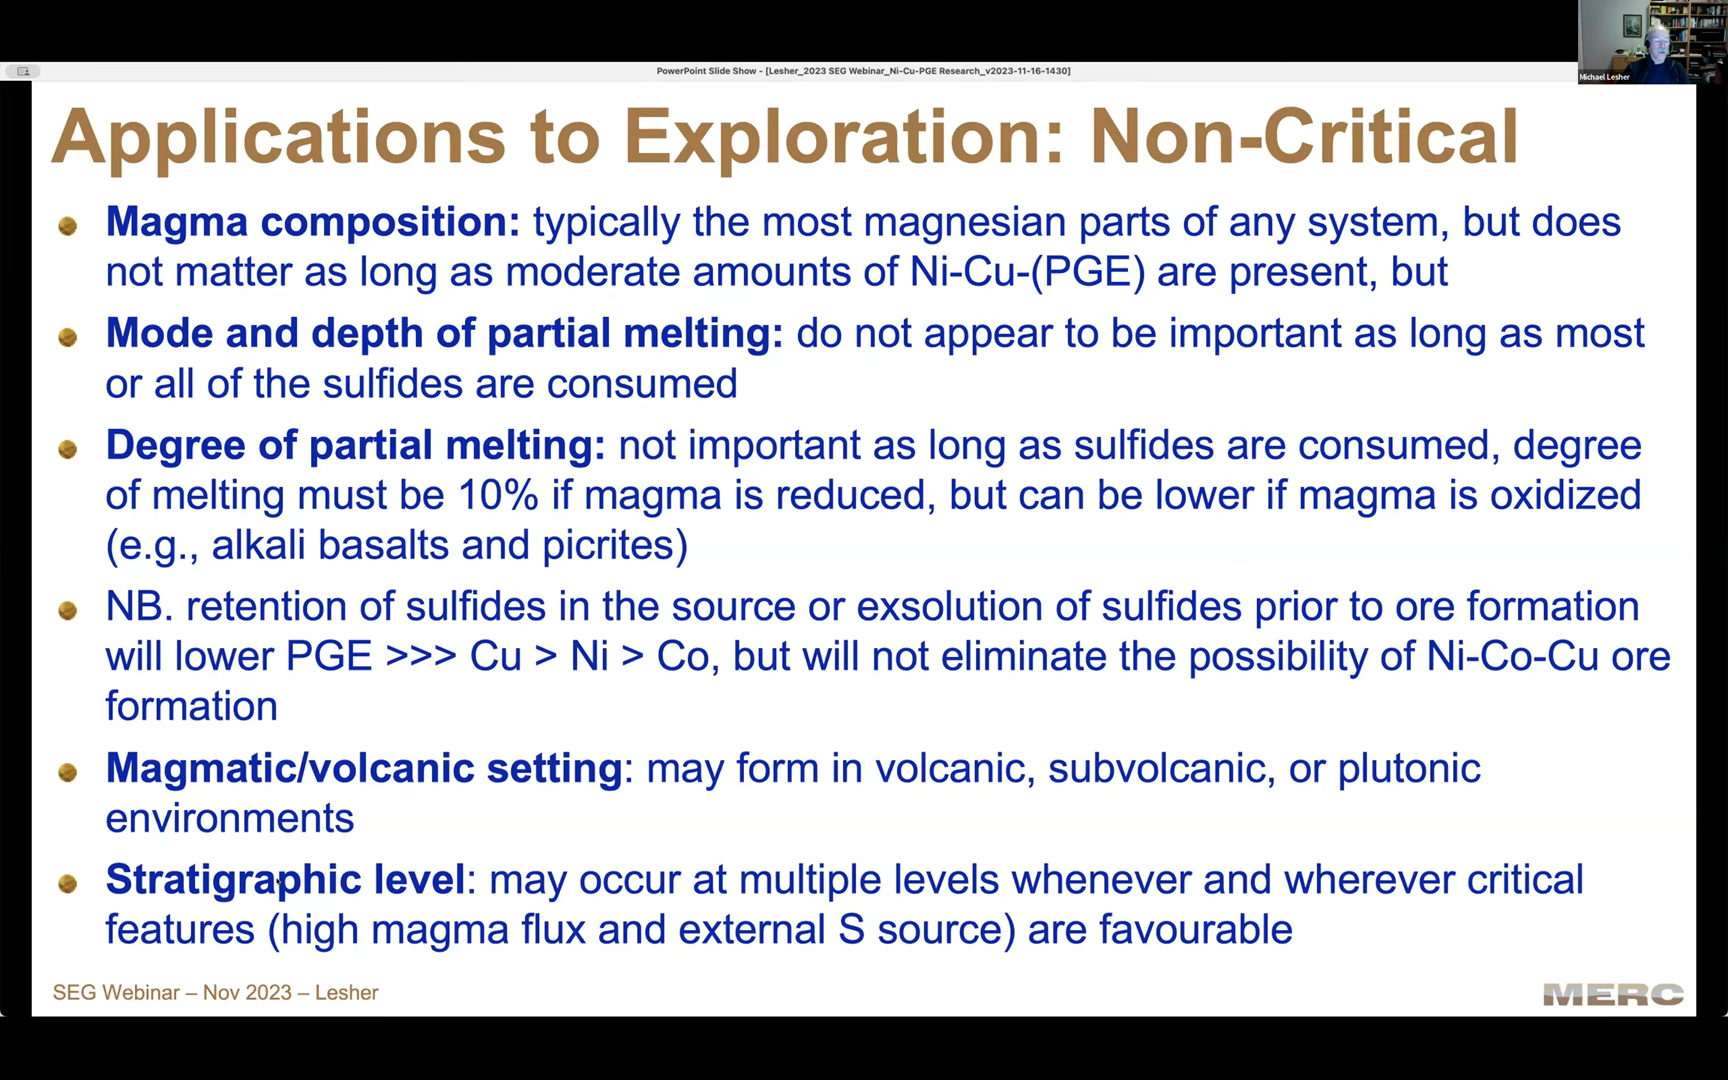 PowerPoint Slide Show - [Lesher_2023 SEG Webinar_Ni-Cu-PGE Research_v2023-11-16-1430]
Michael Lesher
Applications to Exploration: Non-Critical
Magma composition: typically the most magnesian parts of any system, but does
not matter as long as moderate amounts of Ni-Cu-(PGE) are present, but
Mode and depth of partial melting: do not appear to be important as long as most
or all of the sulfides are consumed
Degree of partial melting: not important as long as sulfides are consumed, degree
of melting must be 10% if magma is reduced, but can be lower if magma is oxidized
(e.g., alkali basalts and picrites)
NB. retention of sulfides in the source or exsolution of sulfides prior to ore formation
will lower PGE >>> Cu > Ni > Co, but will not eliminate the possibility of Ni-Co-Cu ore
formation
Magmatic/volcanic setting: may form in volcanic, subvolcanic, or plutonic
environments
Stratigraphic level: may occur at multiple levels whenever and wherever critical
features (high magma flux and external S source) are favourable
SEG Webinar – Nov 2023 – Lesher
MERC